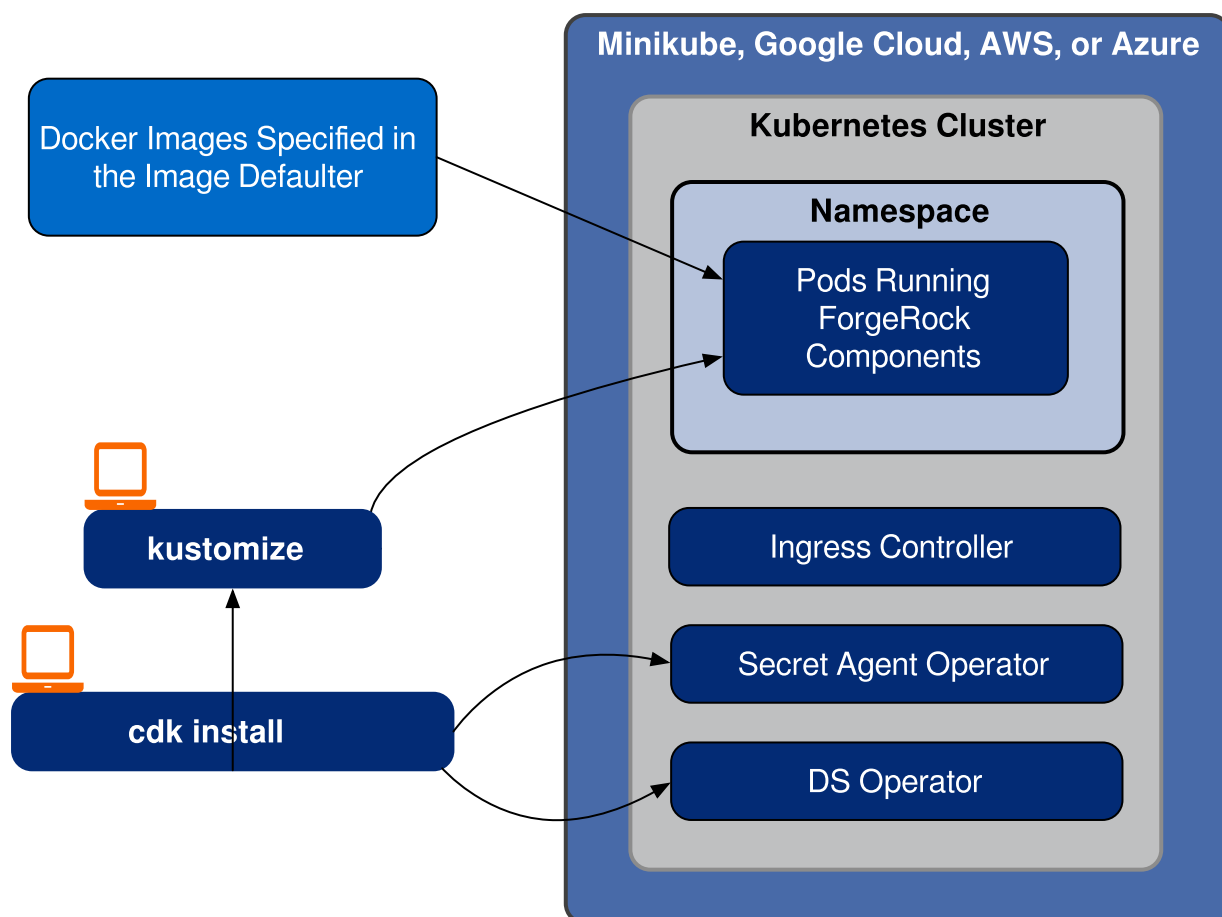 Minikube, Google Cloud, AWS, or Azure
Docker Images Specified in
the Image Defaulter
Kubernetes Cluster
Namespace
Pods Running
ForgeRock
Components
kustomize
Ingress Controller
Secret Agent Operator
cdk install
DS Operator